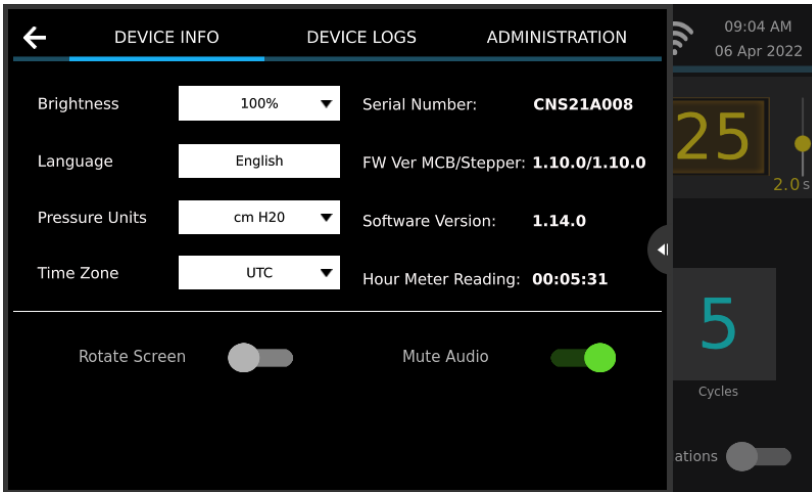 DEVICE INFO DEVICE LOGS ADMINISTRATION
09:04 AM
06 Apr 2022
Brightness 100% Serial Number: CNS21A008
Language English FW Ver MCB/Stepper: 1.10.0/1.10.0
Pressure Units cm H20 Software Version: 1.14.0
Time Zone UTC Hour Meter Reading: 00:05:31
Rotate Screen Mute Audio
25
2.0 s
5
Cycles
ations